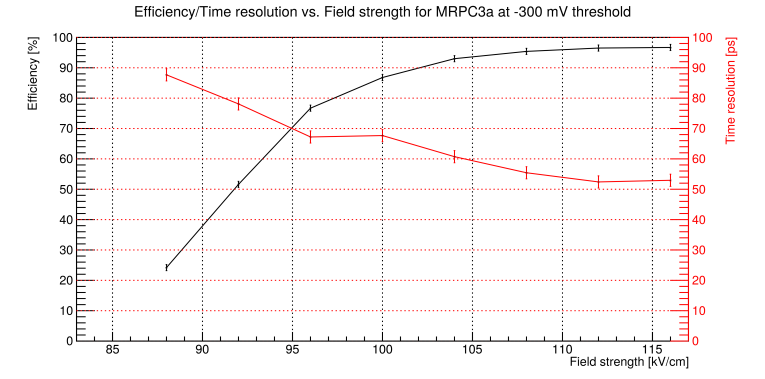 Efficiency/Time resolution vs. Field strength for MRPC3a at -300 mV threshold
Efficiency [%]
Time resolution [ps]
100 100
90 90
80 80
70 70
60 60
50 50
40 40
30 30
20 20
10 10
0 0
85 90 95 100 105 110 115
Field strength [kV/cm]